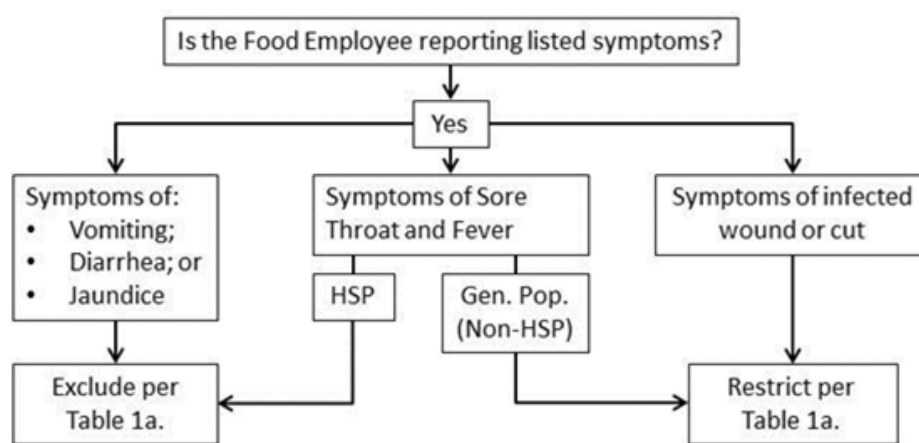 Is the Food Employee reporting listed symptoms?
Yes
Symptoms of:
• Vomiting;
• Diarrhea; or
• Jaundice
Symptoms of Sore
Throat and Fever
Symptoms of infected
wound or cut
HSP
Gen. Pop.
(Non-HSP)
Exclude per
Table 1a.
Restrict per
Table 1a.